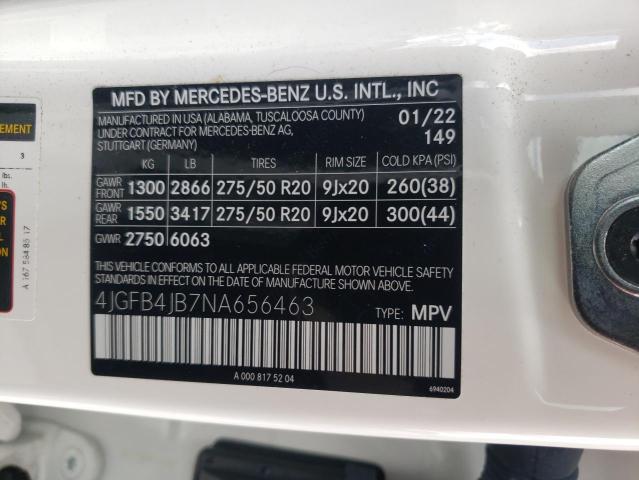 MFD BY MERCEDES-BENZ U.S. INTL., INC
MANUFACTURED IN USA (ALABAMA, TUSCALOOSA COUNTY) 01/22
UNDER CONTRACT FOR MERCEDES-BENZ AG, 149
STUTTGART (GERMANY)
KG LB TIRES RIM SIZE COLD KPA (PSI)
GAWR FRONT 1300 2866 275/50 R20 9Jx20 260(38)
GAWR REAR 1550 3417 275/50 R20 9Jx20 300(44)
GVWR 2750 6063
THIS VEHICLE CONFORMS TO ALL APPLICABLE FEDERAL MOTOR VEHICLE SAFETY
STANDARDS IN EFFECT ON THE DATE OF MANUFACTURE SHOWN ABOVE.
4JGFB4JB7NA656463 TYPE: MPV
A 000 817 52 04
6940204
EMENT
3
lbs.
lb.
A 167 584 85 17